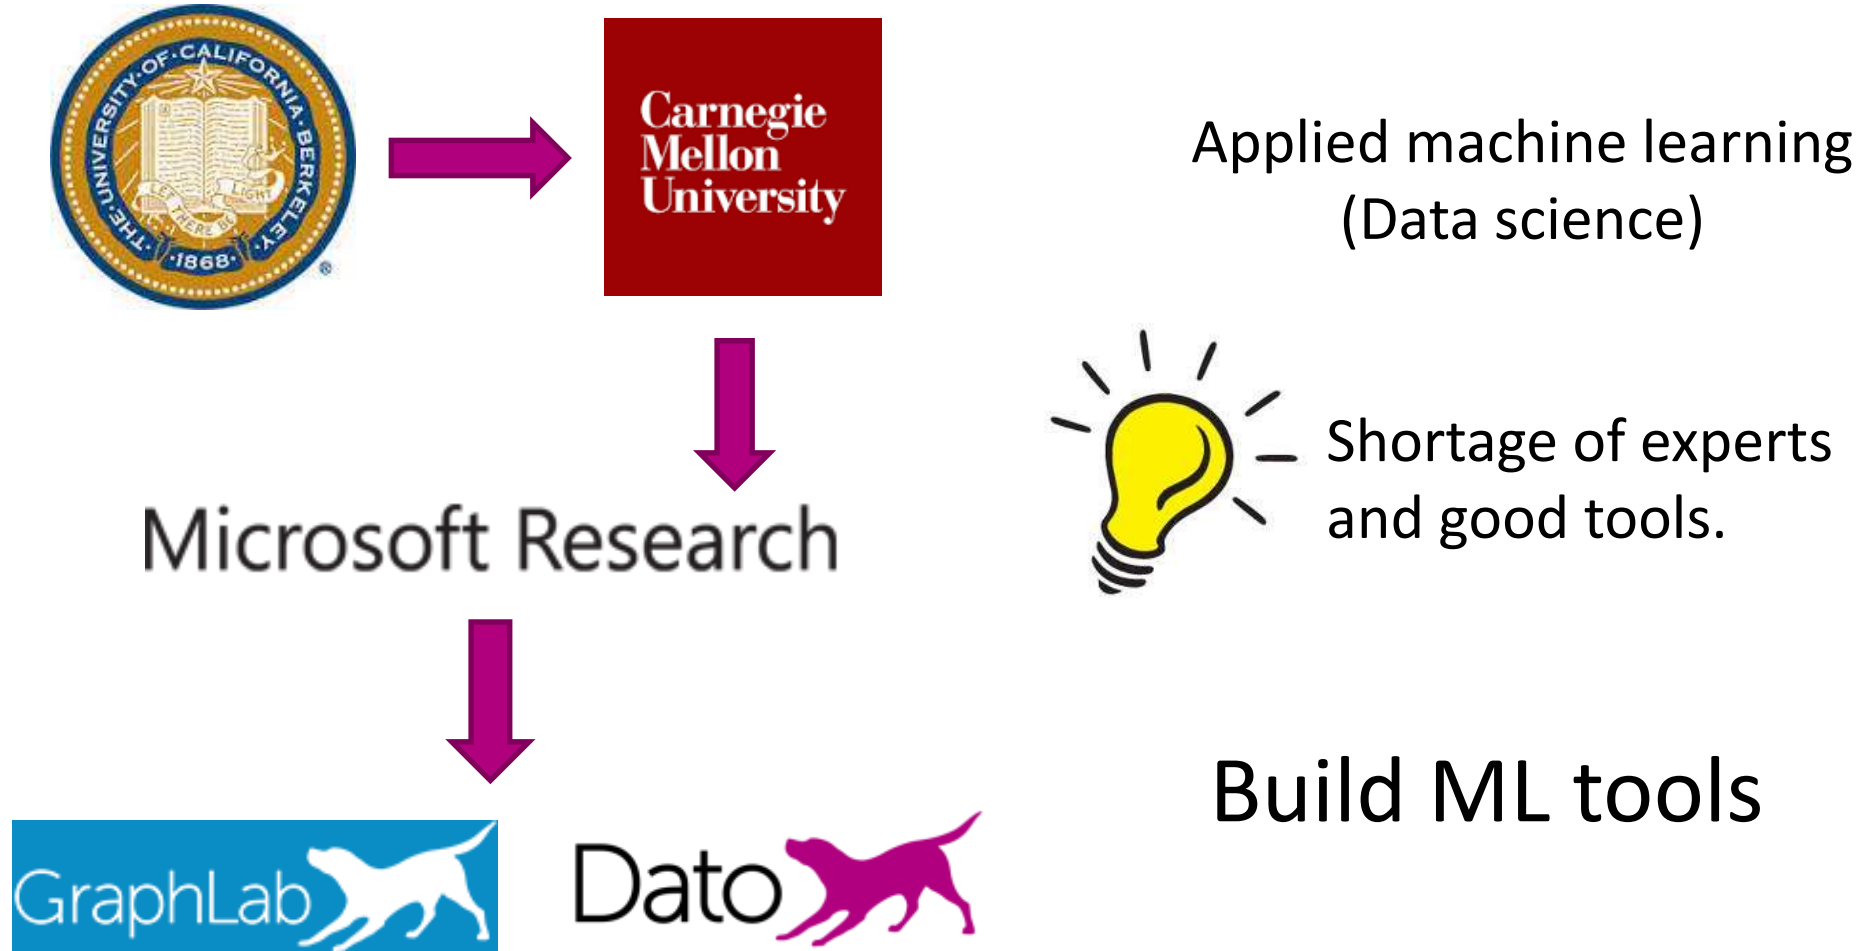 THE·UNIVERSITY·OF·CALIFORNIA·BERKELEY·
LET THERE BE LIGHT
·1868·
®
Carnegie
Mellon
University
Applied machine learning
(Data science)
Shortage of experts
and good tools.
Microsoft Research
Build ML tools
GraphLab
Dato